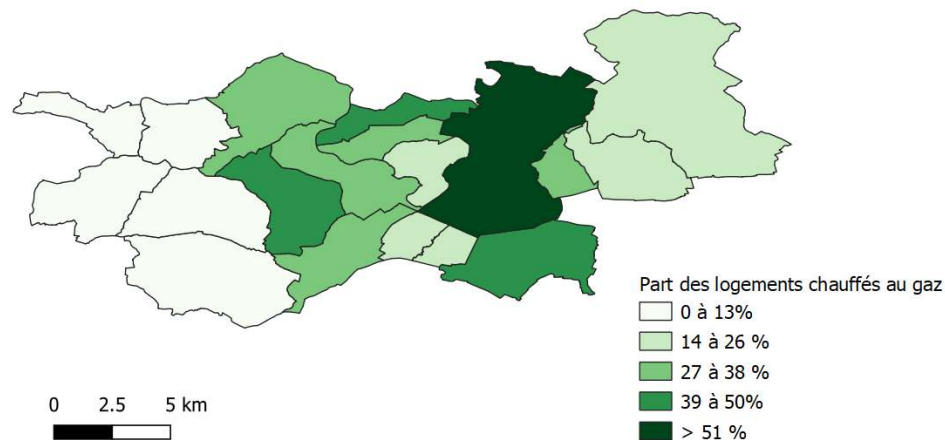 Part des logements chauffés au gaz
0 à 13%
14 à 26 %
27 à 38 %
39 à 50%
> 51 %
0 2.5 5 km